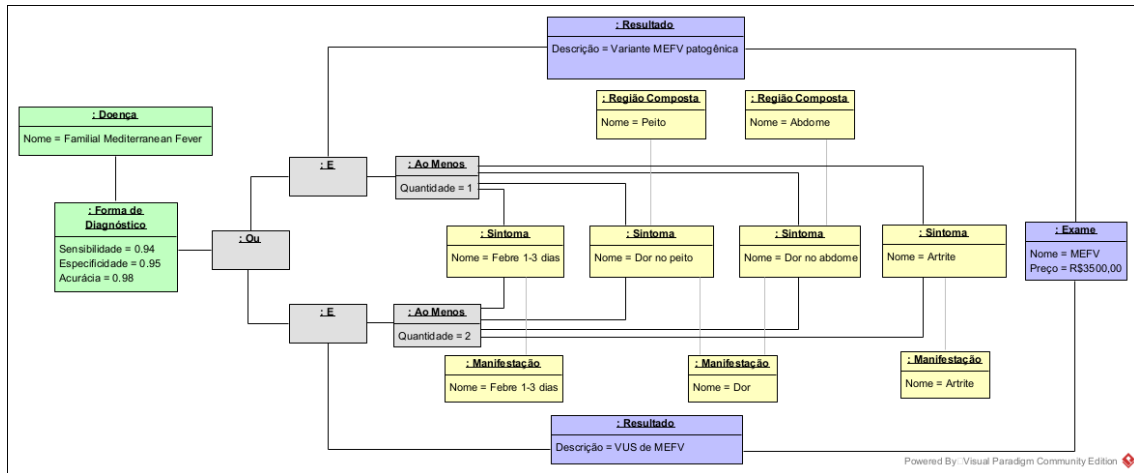 : Resultado
Descrição = Variante MEFV patogênica
: Região Composta
Nome = Peito
: Região Composta
Nome = Abdome
: Doença
Nome = Familial Mediterranean Fever
: E
: Ao Menos
Quantidade = 1
: Forma de
Diagnóstico
Sensibilidade = 0.94
Especificidade = 0.95
Acurácia = 0.98
: Ou
: Sintoma
Nome = Febre 1-3 dias
: Sintoma
Nome = Dor no peito
: Sintoma
Nome = Dor no abdome
: Sintoma
Nome = Artrite
: Exame
Nome = MEFV
Preço = R$3500,00
: E
: Ao Menos
Quantidade = 2
: Manifestação
Nome = Febre 1-3 dias
: Manifestação
Nome = Dor
: Manifestação
Nome = Artrite
: Resultado
Descrição = VUS de MEFV
Powered By Visual Paradigm Community Edition